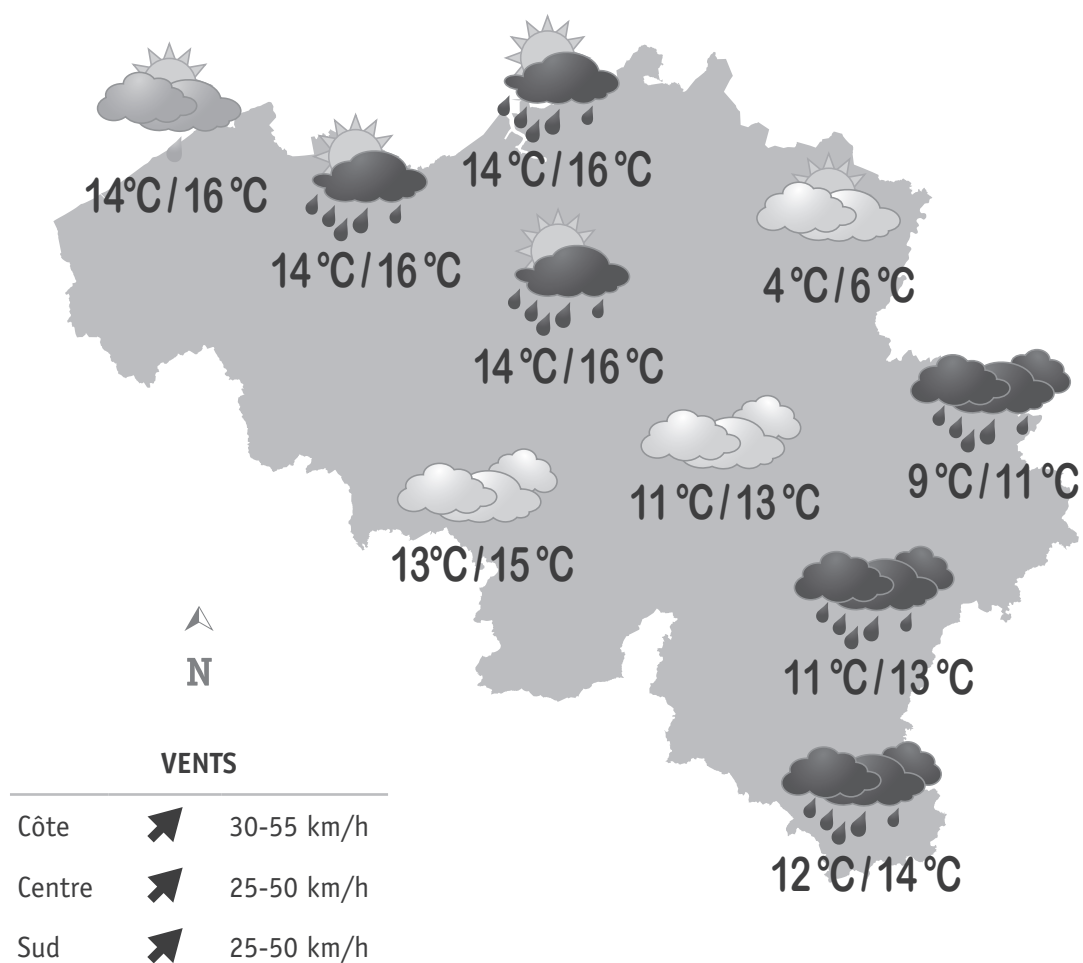 14°C / 16 °C
14 °C / 16 °C
14 °C / 16 °C
4 °C / 6 °C
14 °C / 16 °C
9 °C / 11 °C
11 °C / 13 °C
13°C / 15 °C
11 °C / 13 °C
12 °C / 14 °C
N
VENTS
Côte 30-55 km/h
Centre 25-50 km/h
Sud 25-50 km/h